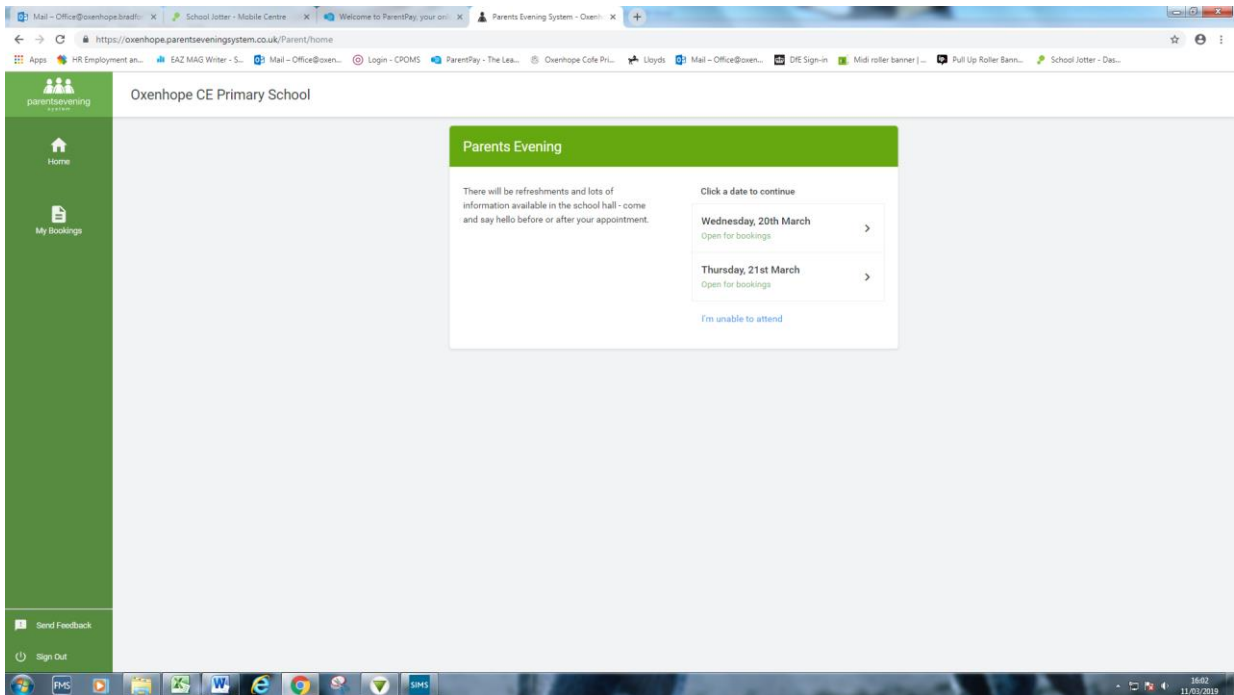 Mail – Office@oxenhope.bradfor
School Jotter - Mobile Centre
Welcome to ParentPay, your onl
Parents Evening System - Oxenh
https://oxenhope.parentseveningsystem.co.uk/Parent/home
Apps
HR Employment an...
EAZ MAG Writer - S...
Mail – Office@oxen...
Login - CPOMS
ParentPay - The Lea...
Oxenhope Cofe Pri...
Lloyds
Mail – Office@oxen...
DfE Sign-in
Midi roller banner | ...
Pull Up Roller Bann...
School Jotter - Das...
parentsevening
system
Oxenhope CE Primary School
Home
My Bookings
Parents Evening
There will be refreshments and lots of
information available in the school hall - come
and say hello before or after your appointment.
Click a date to continue
Wednesday, 20th March
Open for bookings
Thursday, 21st March
Open for bookings
I'm unable to attend
Send Feedback
Sign Out
FMS
SIMS
16:02
11/03/2019